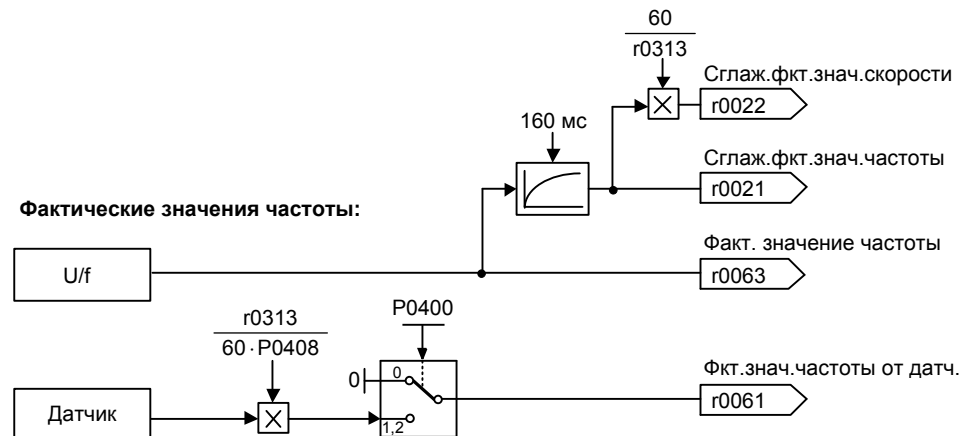 60
r0313
Сглаж.фкт.знач.скорости
r0022
160 мс
Сглаж.фкт.знач.частоты
r0021
Фактические значения частоты:
Факт. значение частоты
U/f
r0063
r0313
60·P0408
P0400
Фкт.знач.частоты от датч.
0
0
r0061
Датчик
1,2